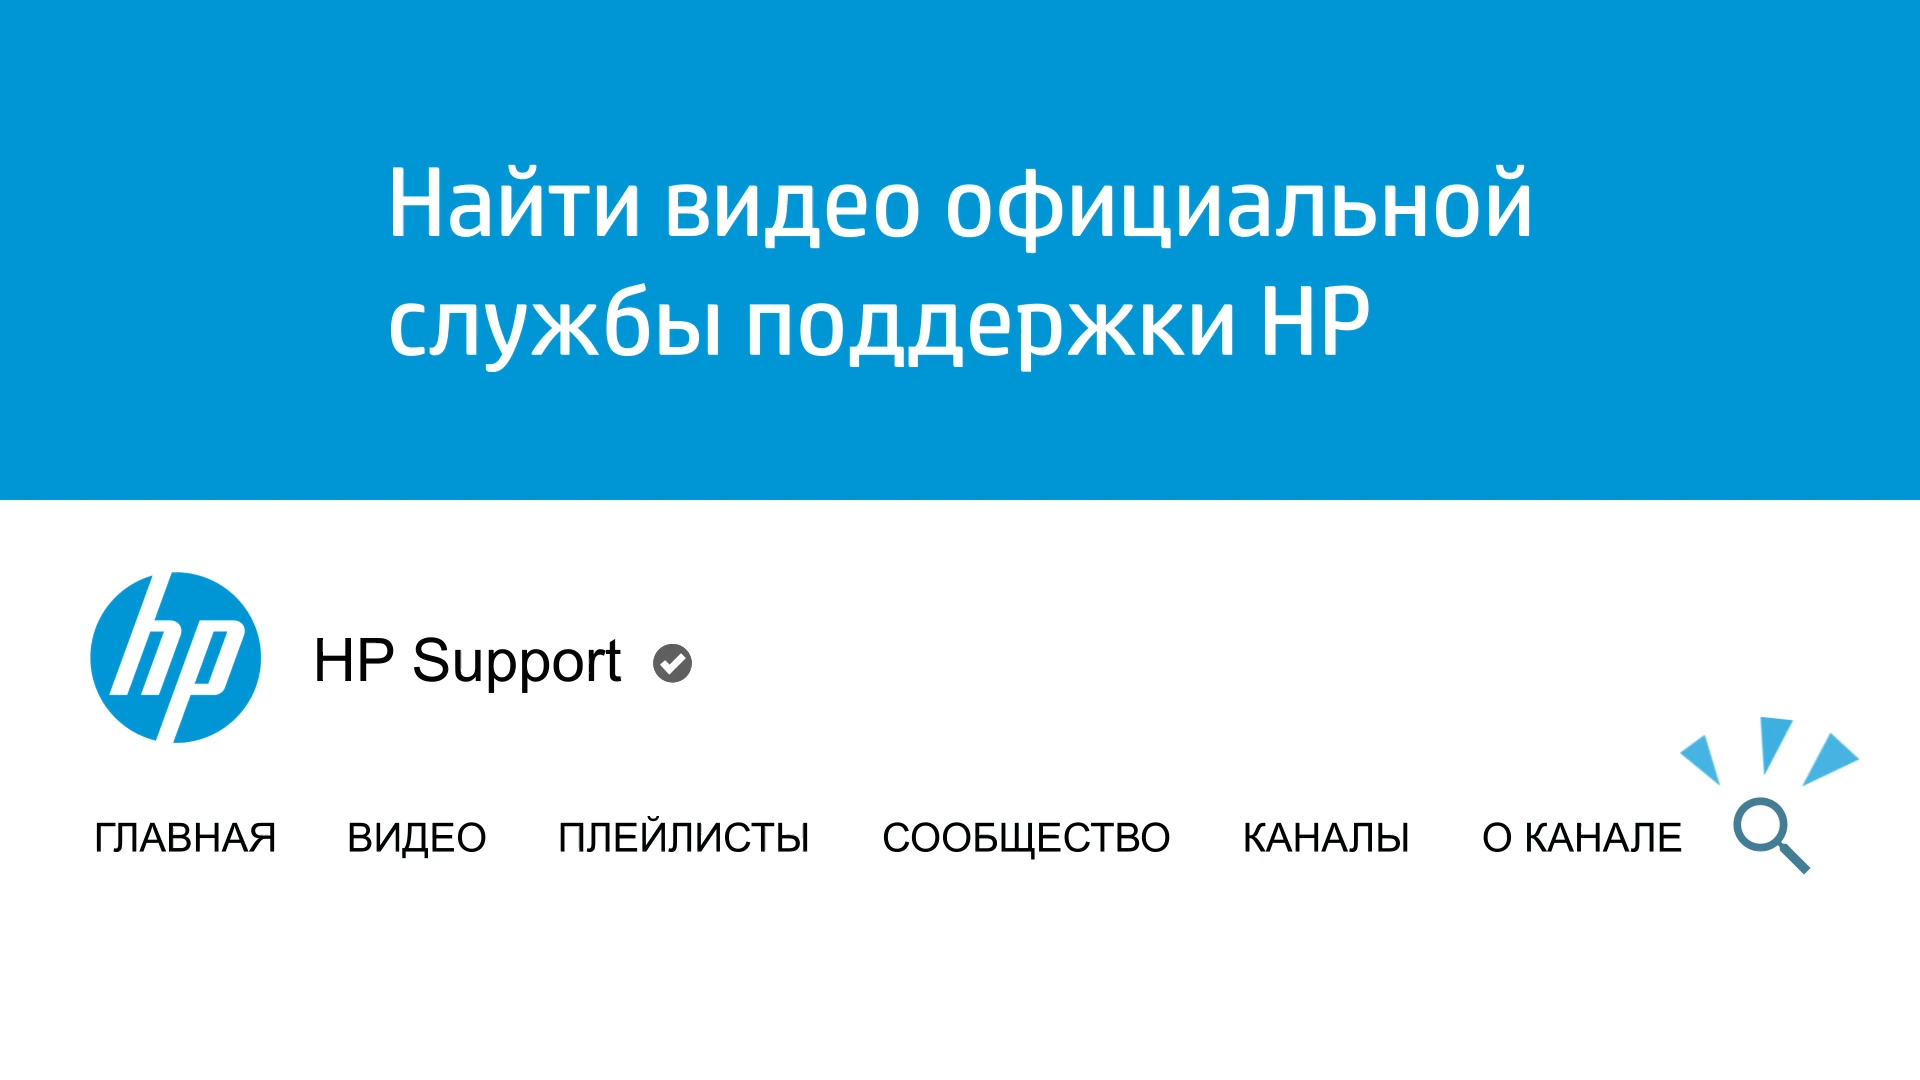 Найти видео официальной
службы поддержки HP
hp
HP Support
ГЛАВНАЯ ВИДЕО ПЛЕЙЛИСТЫ СООБЩЕСТВО КАНАЛЫ О КАНАЛЕ